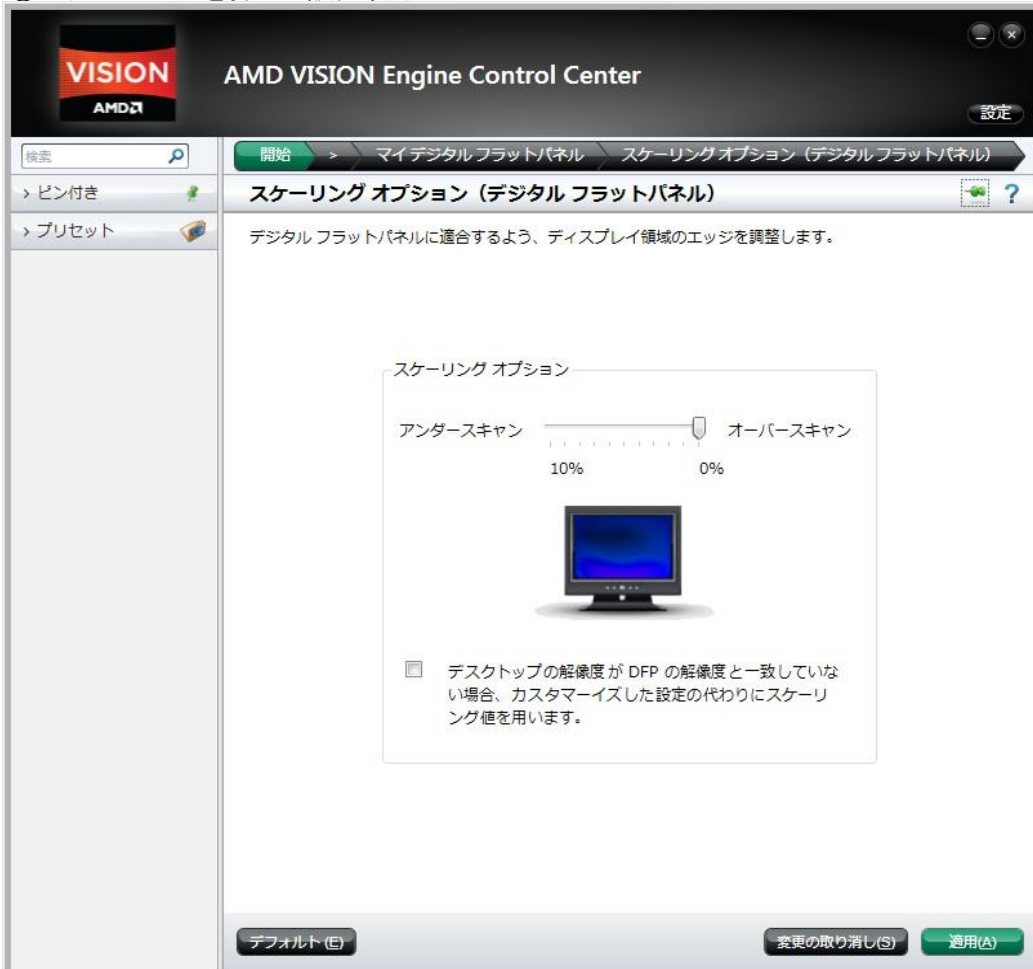 VISION
AMD
AMD VISION Engine Control Center
設定
検索
開始 > マイ デジタル フラットパネル スケーリング オプション（デジタル フラットパネル）
> ピン付き
> プリセット
スケーリング オプション（デジタル フラットパネル）
?
デジタル フラットパネルに適合するよう、ディスプレイ領域のエッジを調整します。
スケーリング オプション
アンダースキャン オーバースキャン
10% 0%
デスクトップの解像度が DFP の解像度と一致していな
い場合、カスタマーイズした設定の代わりにスケーリ
ング値を用います。
デフォルト(E) 変更の取り消し(S) 適用(A)